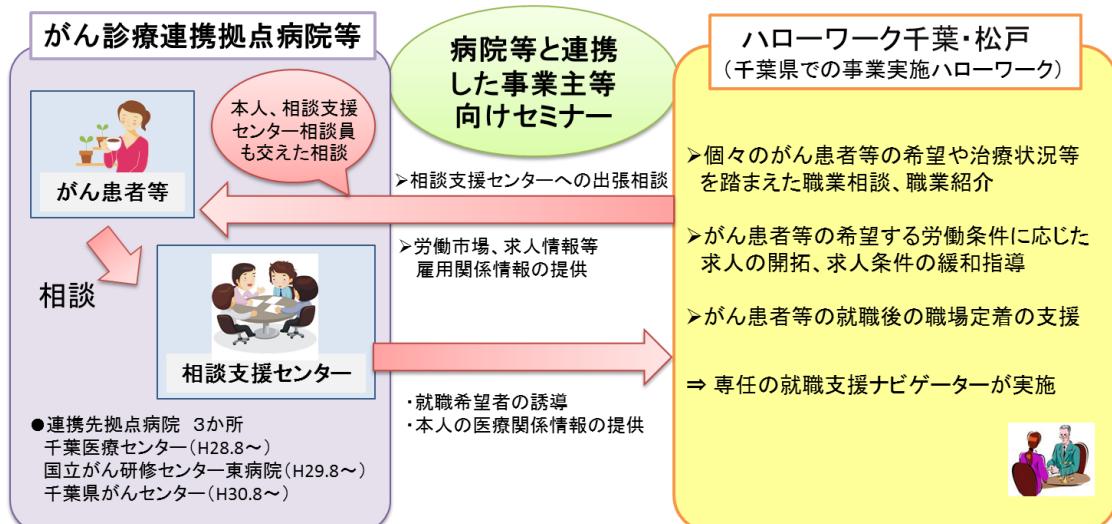 がん診療連携拠点病院等
がん患者等
相談
相談支援センター
●連携先拠点病院　3か所
千葉医療センター（H28.8～）
国立がん研修センター東病院（H29.8～）
千葉県がんセンター（H30.8～）
本人、相談支援
センター相談員
も交えた相談
病院等と連携
した事業主等
向けセミナー
➢相談支援センターへの出張相談
➢労働市場、求人情報等
雇用関係情報の提供
・就職希望者の誘導
・本人の医療関係情報の提供
ハローワーク千葉・松戸
（千葉県での事業実施ハローワーク）
➢個々のがん患者等の希望や治療状況等
を踏まえた職業相談、職業紹介
➢がん患者等の希望する労働条件に応じた
求人の開拓、求人条件の緩和指導
➢がん患者等の就職後の職場定着の支援
⇒ 専任の就職支援ナビゲーターが実施